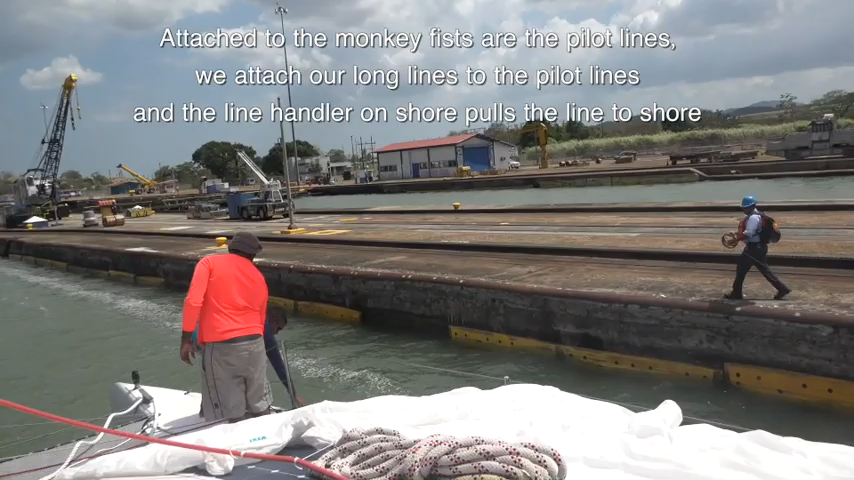 Attached to the monkey fists are the pilot lines,
we attach our long lines to the pilot lines
and the line handler on shore pulls the line to shore